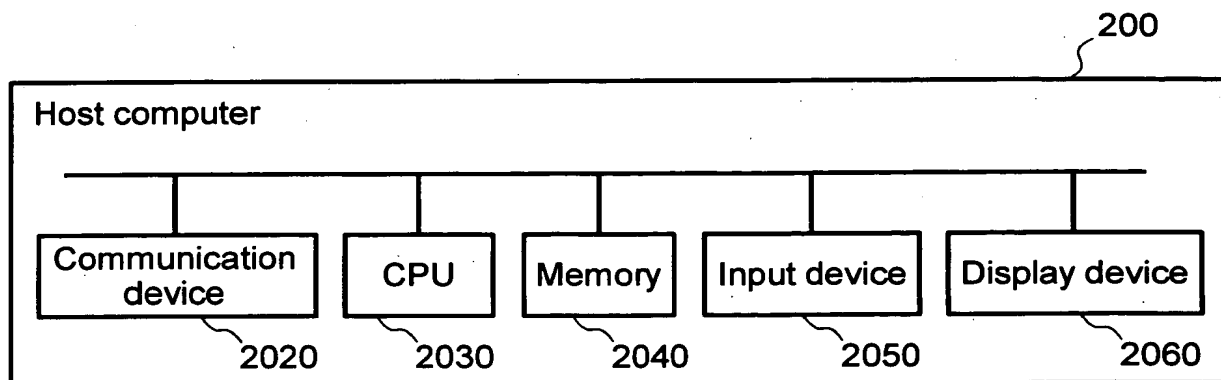 200
Host computer
Communication
device
CPU
Memory
Input device
Display device
2020
2030
2040
2050
2060